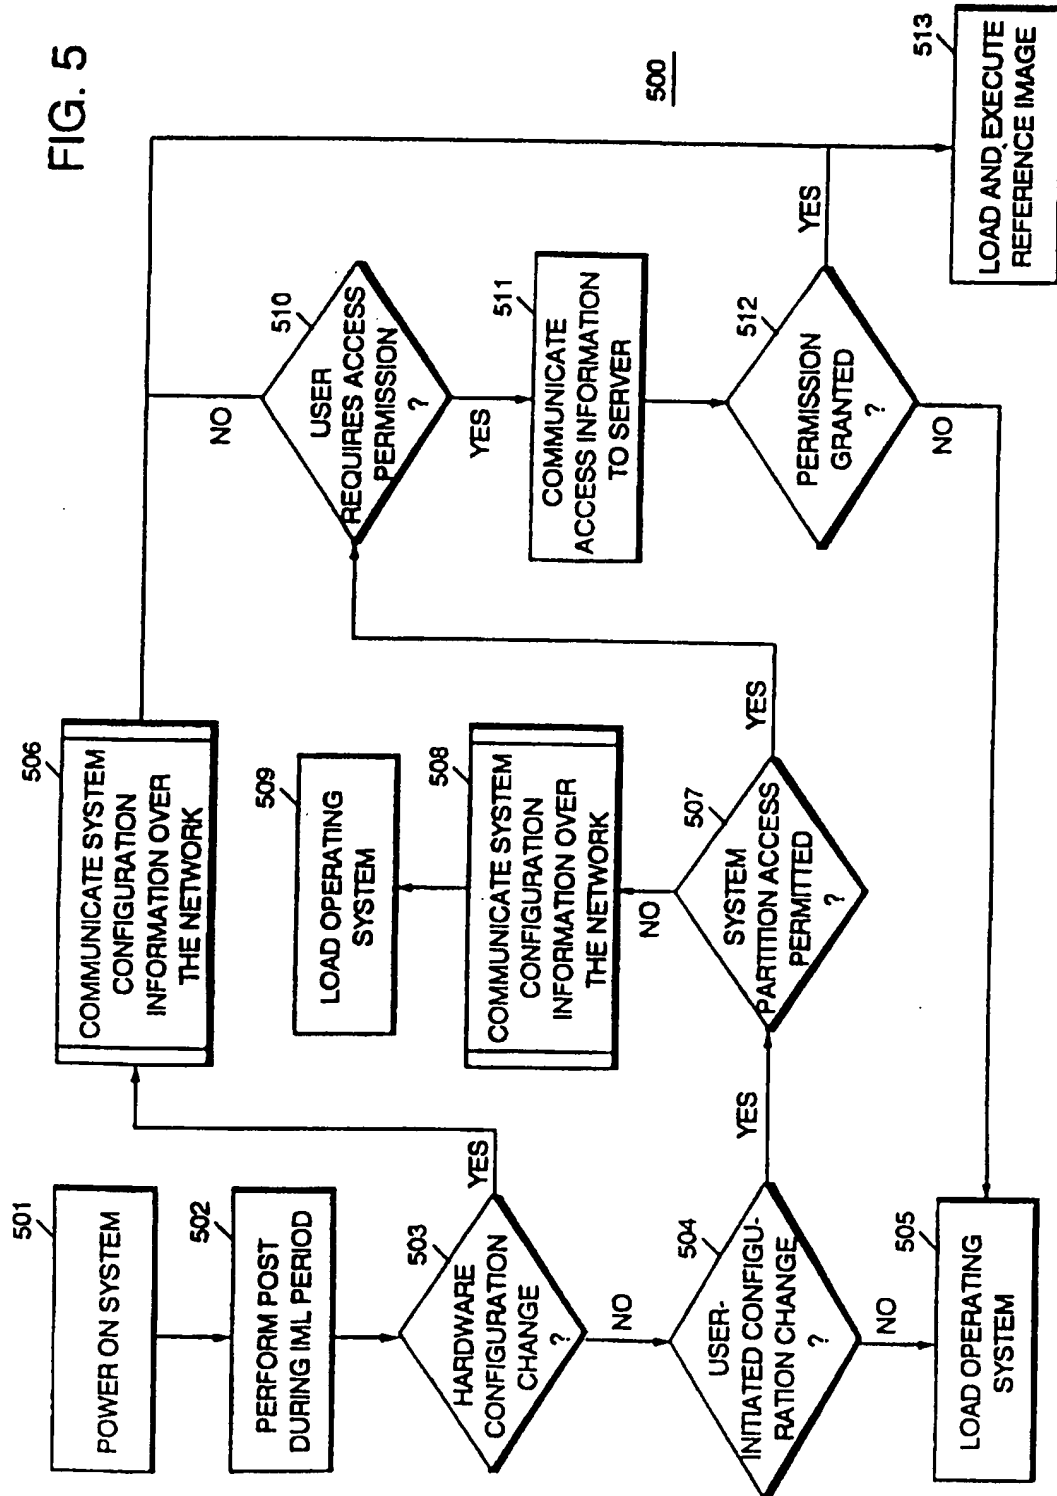 FIG. 5
500
501
POWER ON SYSTEM
502
PERFORM POST
DURING IML PERIOD
503
HARDWARE
CONFIGURATION
CHANGE
?
YES
NO
504
USER-
INITIATED CONFIGU-
RATION CHANGE
?
YES
NO
505
LOAD OPERATING
SYSTEM
506
COMMUNICATE SYSTEM
CONFIGURATION
INFORMATION OVER
THE NETWORK
509
LOAD OPERATING
SYSTEM
508
COMMUNICATE SYSTEM
CONFIGURATION
INFORMATION OVER
THE NETWORK
NO
507
SYSTEM
PARTITION ACCESS
PERMITTED
?
YES
NO
510
USER
REQUIRES ACCESS
PERMISSION
?
YES
511
COMMUNICATE
ACCESS INFORMATION
TO SERVER
512
PERMISSION
GRANTED
?
YES
NO
513
LOAD AND EXECUTE
REFERENCE IMAGE